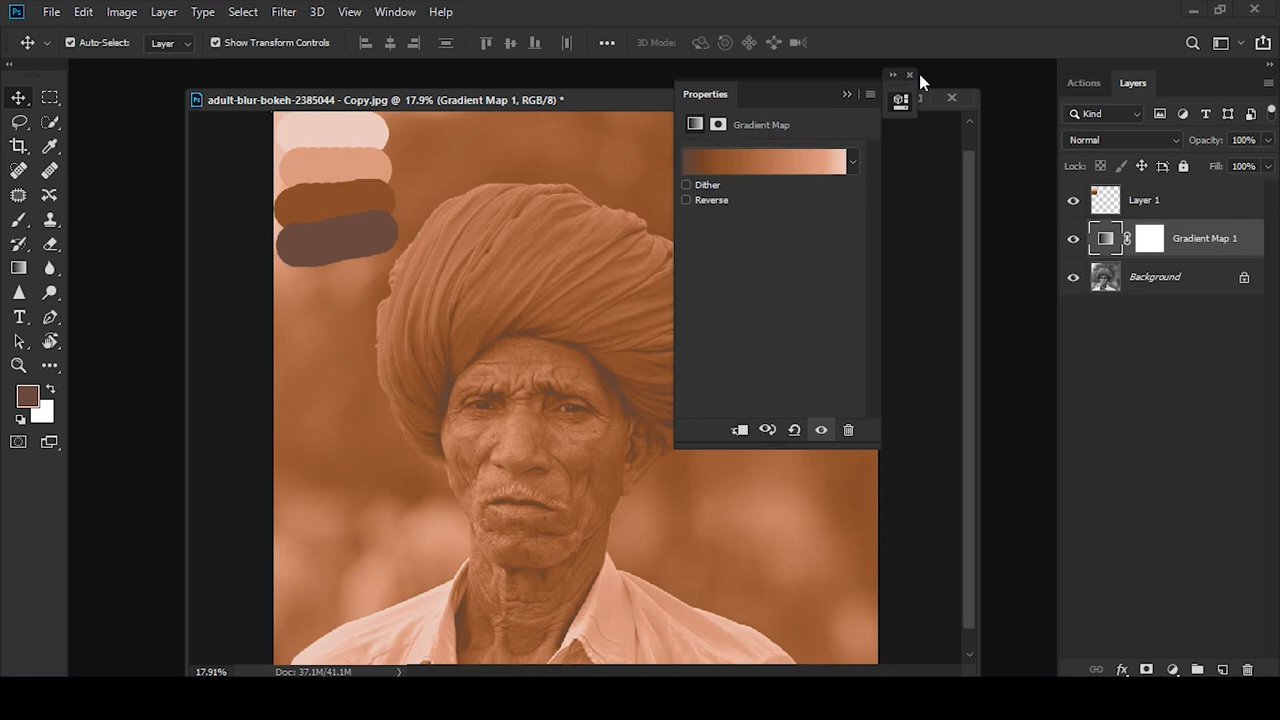 Ps File Edit Image Layer Type Select Filter 3D View Window Help
Auto-Select: Layer Show Transform Controls 3D Mode:
Ps adult-blur-bokeh-2385044 - Copy.jpg @ 17.9% (Gradient Map 1, RGB/8) *
Properties
Gradient Map
Dither
Reverse
Actions Layers
Kind
Normal Opacity: 100%
Lock: Fill: 100%
Layer 1
Gradient Map 1
Background
17.91% Doc: 37.1M/41.1M